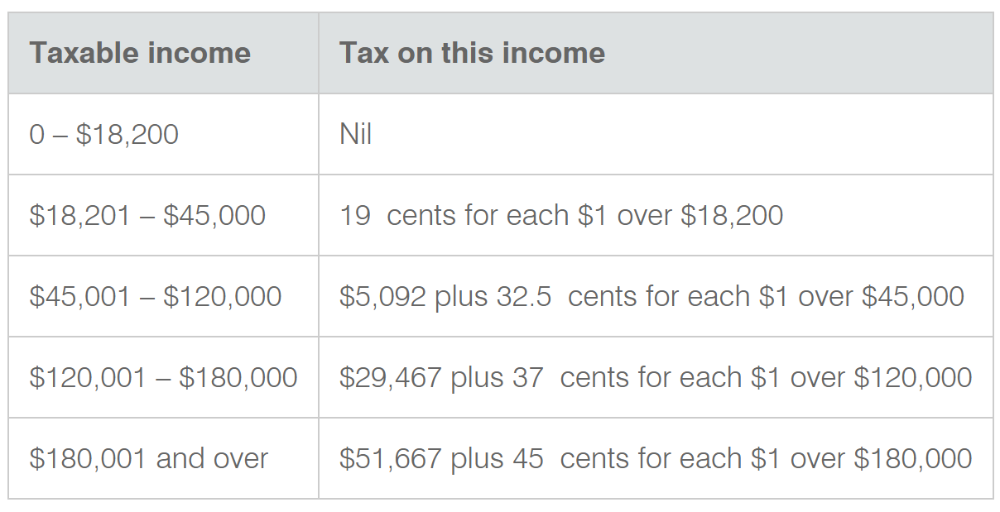 Taxable income Tax on this income
0 – $18,200 Nil
$18,201 – $45,000 19 cents for each $1 over $18,200
$45,001 – $120,000 $5,092 plus 32.5 cents for each $1 over $45,000
$120,001 – $180,000 $29,467 plus 37 cents for each $1 over $120,000
$180,001 and over $51,667 plus 45 cents for each $1 over $180,000